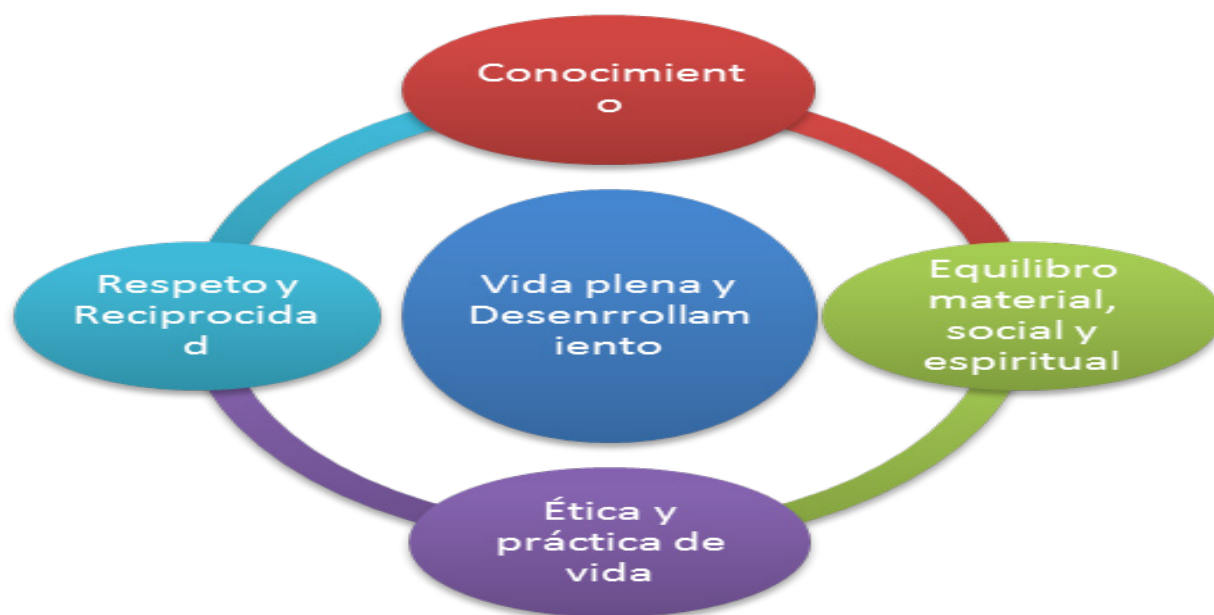 Conocimient
o
Respeto y
Reciprocida
d
Vida plena y
Desenrrollam
iento
Equilibro
material,
social y
espiritual
Ética y
práctica de
vida